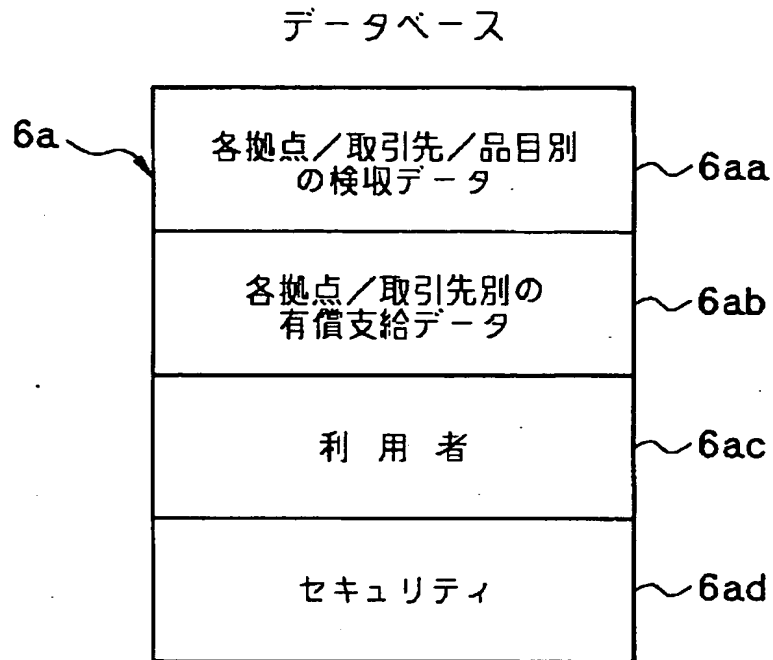 データベース
6a
各拠点／取引先／品目別
の検収データ
6aa
各拠点／取引先別の
有償支給データ
6ab
利用者
6ac
セキュリティ
6ad